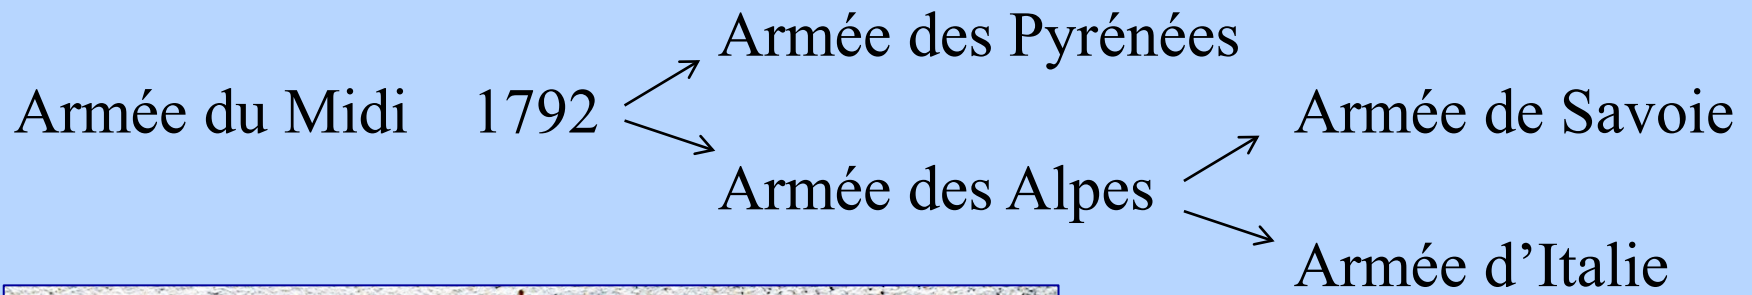 Armée des Pyrénées
Armée du Midi 1792
Armée de Savoie
Armée des Alpes
Armée d’Italie